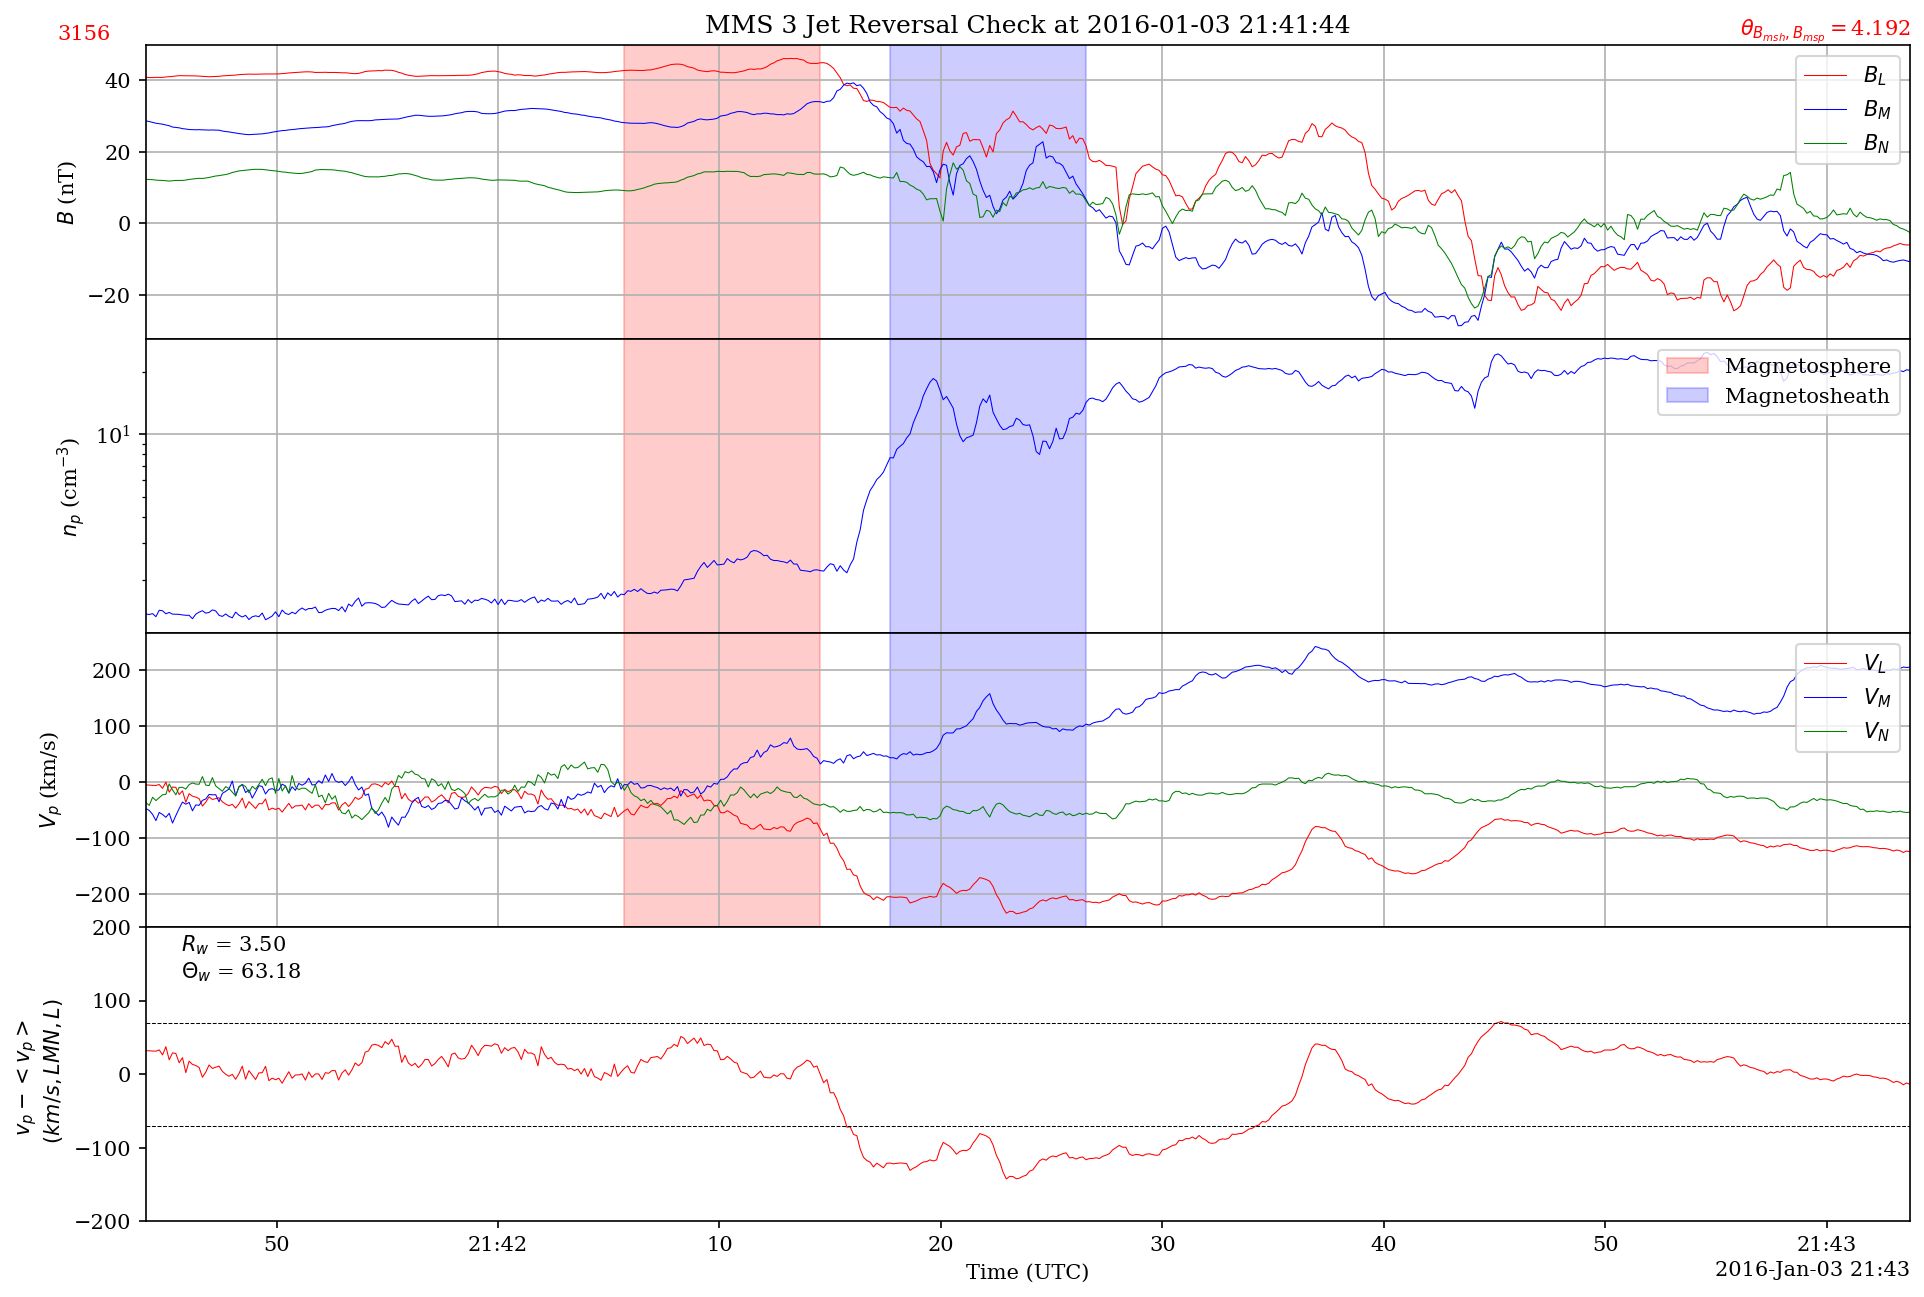 3156
MMS 3 Jet Reversal Check at 2016-01-03 21:41:44
θ_{B_{msh}, B_{msp}} = 4.192
40
20
0
−20
B (nT)
B_L
B_M
B_N
10^1
n_p (cm^{−3})
Magnetosphere
Magnetosheath
200
100
0
−100
−200
V_p (km/s)
V_L
V_M
V_N
200
100
0
−100
−200
v_p − < v_p >
(km/s, LMN, L)
R_w = 3.50
Θ_w = 63.18
50
21:42
10
20
30
40
50
21:43
Time (UTC)
2016-Jan-03 21:43